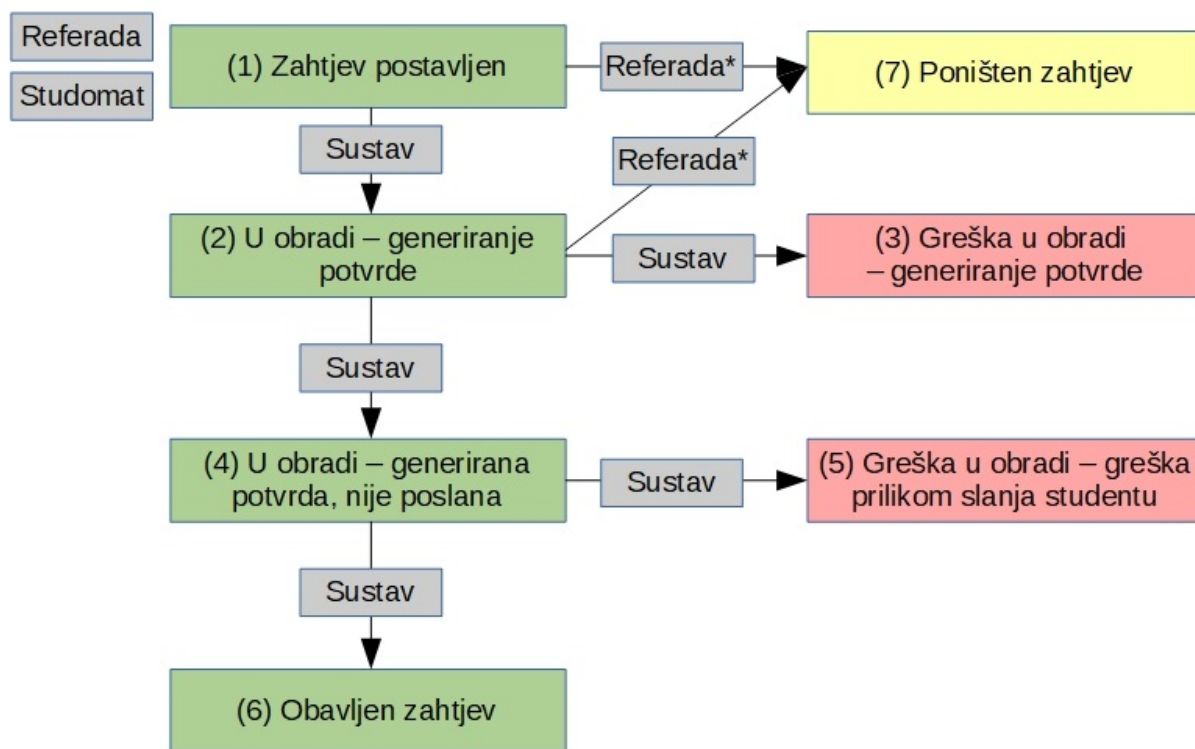 Referada
Studomat
(1) Zahtjev postavljen
Referada*
(7) Poništen zahtjev
Sustav
Referada*
(2) U obradi – generiranje
potvrde
Sustav
(3) Greška u obradi
– generiranje potvrde
Sustav
(4) U obradi – generirana
potvrda, nije poslana
Sustav
(5) Greška u obradi – greška
prilikom slanja studentu
Sustav
(6) Obavljen zahtjev